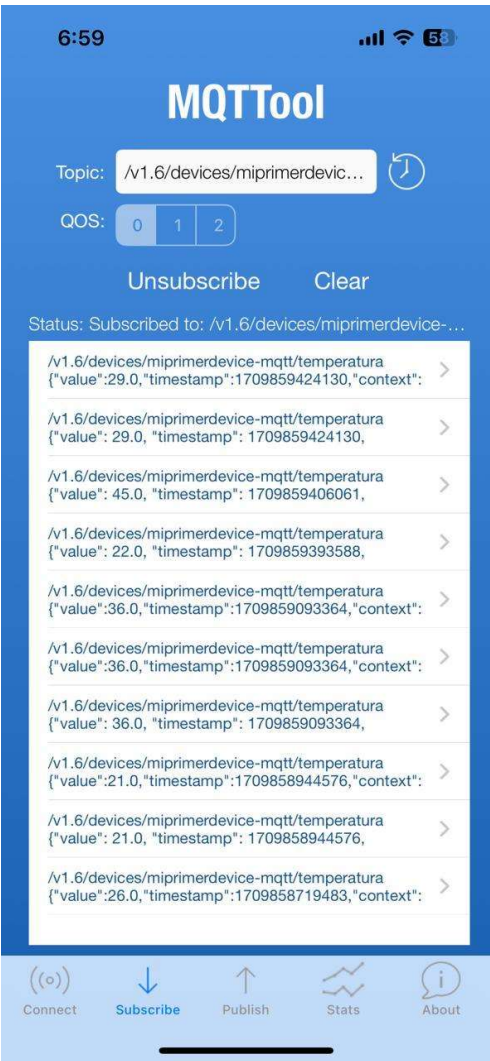 6:59
58
MQTTool
Topic:
/v1.6/devices/miprimerdevic...
QOS:
0 1 2
Unsubscribe Clear
Status: Subscribed to: /v1.6/devices/miprimerdevice-...
/v1.6/devices/miprimerdevice-mqtt/temperatura
{"value":29.0,"timestamp":1709859424130,"context":
/v1.6/devices/miprimerdevice-mqtt/temperatura
{"value": 29.0, "timestamp": 1709859424130,
/v1.6/devices/miprimerdevice-mqtt/temperatura
{"value": 45.0, "timestamp": 1709859406061,
/v1.6/devices/miprimerdevice-mqtt/temperatura
{"value": 22.0, "timestamp": 1709859393588,
/v1.6/devices/miprimerdevice-mqtt/temperatura
{"value":36.0,"timestamp":1709859093364,"context":
/v1.6/devices/miprimerdevice-mqtt/temperatura
{"value":36.0,"timestamp":1709859093364,"context":
/v1.6/devices/miprimerdevice-mqtt/temperatura
{"value": 36.0, "timestamp": 1709859093364,
/v1.6/devices/miprimerdevice-mqtt/temperatura
{"value":21.0,"timestamp":1709858944576,"context":
/v1.6/devices/miprimerdevice-mqtt/temperatura
{"value": 21.0, "timestamp": 1709858944576,
/v1.6/devices/miprimerdevice-mqtt/temperatura
{"value":26.0,"timestamp":1709858719483,"context":
Connect Subscribe Publish Stats About